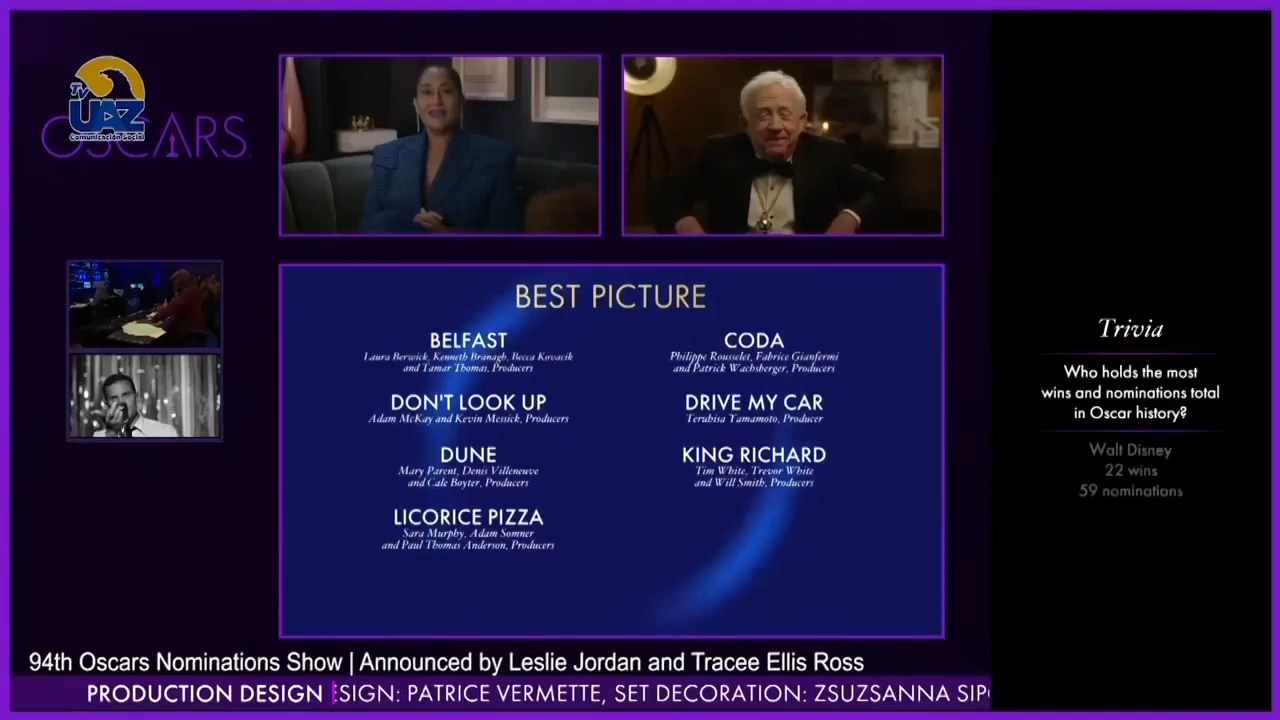 TV
UAZ
Comunicación Social
OSCARS
BEST PICTURE
BELFAST
Laura Berwick, Kenneth Branagh, Becca Kovacik
and Tamar Thomas, Producers
DON'T LOOK UP
Adam McKay and Kevin Messick, Producers
DUNE
Mary Parent, Denis Villeneuve
and Cale Boyter, Producers
LICORICE PIZZA
Sara Murphy, Adam Somner
and Paul Thomas Anderson, Producers
CODA
Philippe Rousselet, Fabrice Gianfermi
and Patrick Wachsberger, Producers
DRIVE MY CAR
Teruhisa Yamamoto, Producer
KING RICHARD
Tim White, Trevor White
and Will Smith, Producers
Trivia
Who holds the most
wins and nominations total
in Oscar history?
Walt Disney
22 wins
59 nominations
94th Oscars Nominations Show | Announced by Leslie Jordan and Tracee Ellis Ross
PRODUCTION DESIGN ESIGN: PATRICE VERMETTE, SET DECORATION: ZSUZSANNA SIP